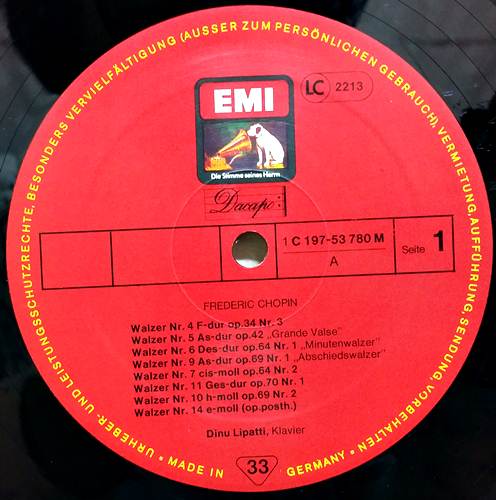 URHEBER- UND LEISTUNGSSCHUTZRECHTE, BESONDERS VERVIELFÄLTIGUNG (AUSSER ZUM PERSÖNLICHEN GEBRAUCH), VERMIETUNG, AUFFÜHRUNG, SENDUNG, VORBEHALTEN
EMI
LC 2213
Die Stimme seines Herrn
Dacapo
1 C 197-53 780 M
A
Seite 1
FREDERIC CHOPIN
Walzer Nr. 4 F-dur op.34 Nr. 3
Walzer Nr. 5 As-dur op.42 „Grande Valse"
Walzer Nr. 6 Des-dur op.64 Nr. 1 „Minutenwalzer"
Walzer Nr. 9 As-dur op.69 Nr. 1 „Abschiedswalzer"
Walzer Nr. 7 cis-moll op.64 Nr. 2
Walzer Nr. 11 Ges-dur op.70 Nr. 1
Walzer Nr. 10 h-moll op.69 Nr. 2
Walzer Nr. 14 e-moll (op.posth.)
Dinu Lipatti, Klavier
• MADE IN GERMANY •
33